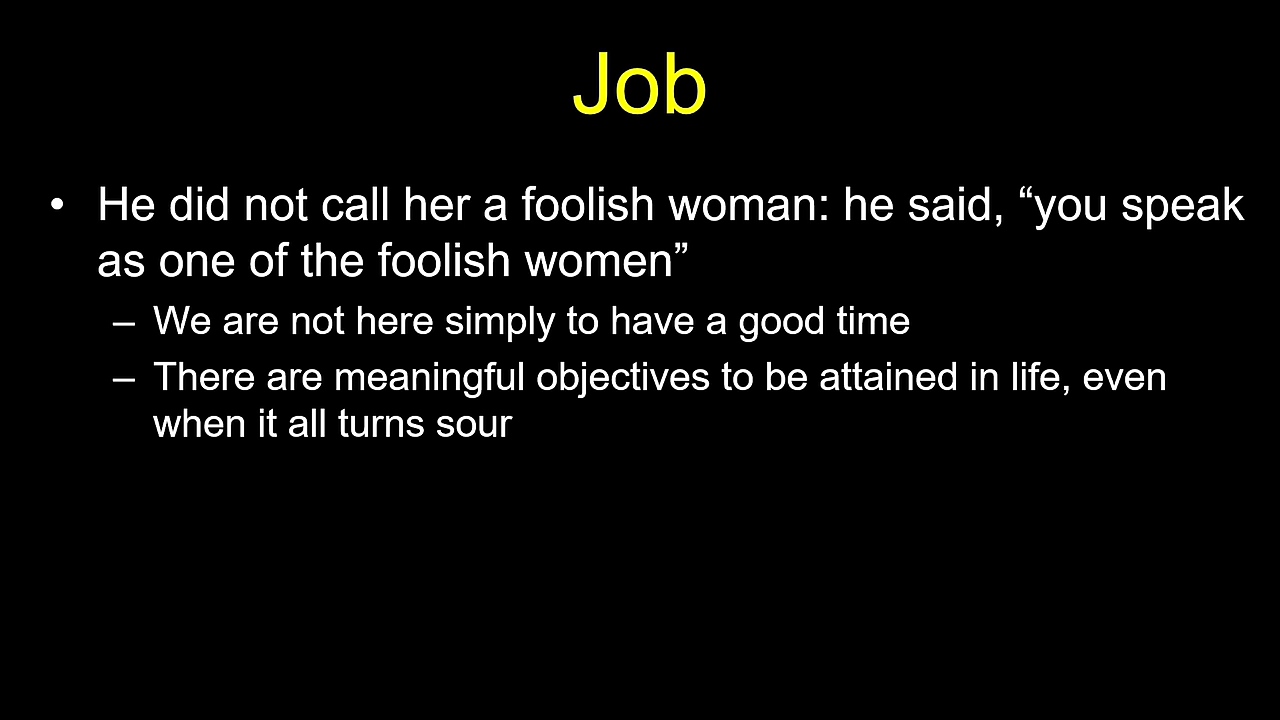 Job
• He did not call her a foolish woman: he said, “you speak
as one of the foolish women”
– We are not here simply to have a good time
– There are meaningful objectives to be attained in life, even
when it all turns sour